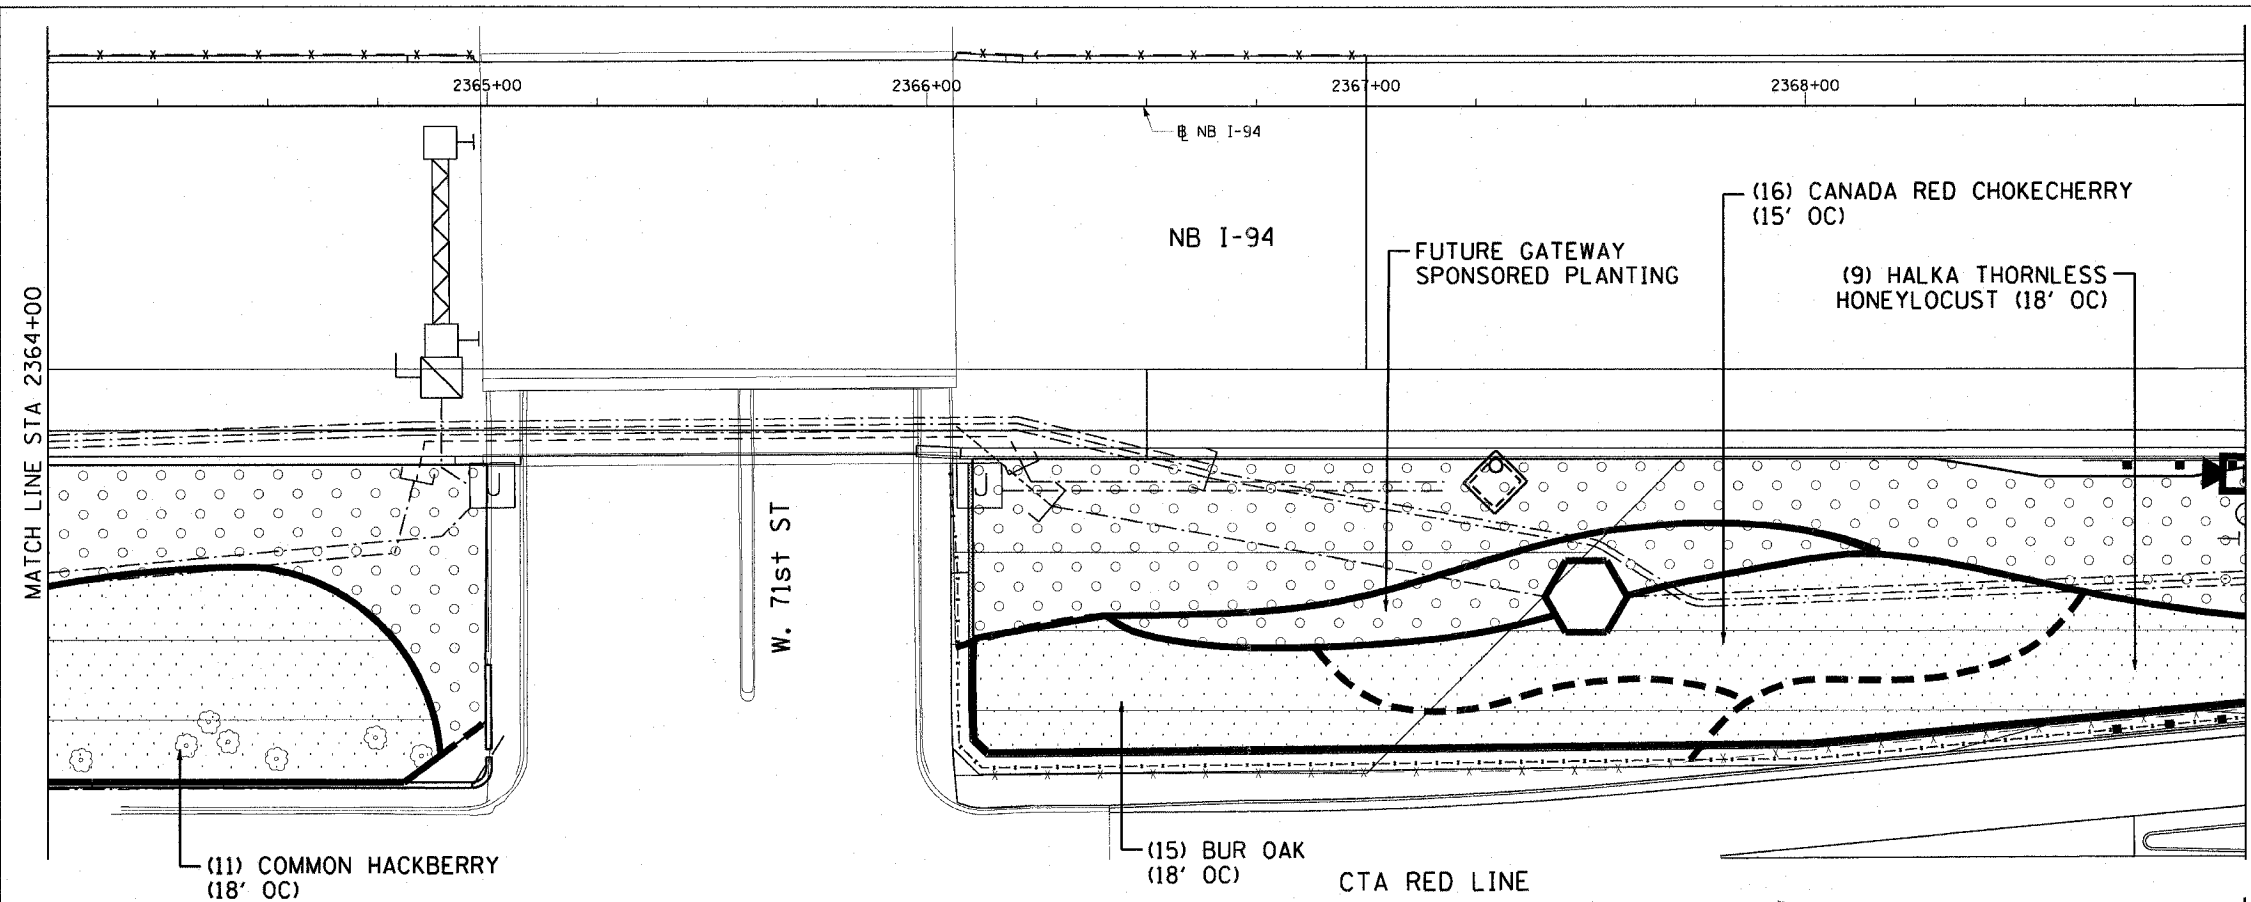 2365+00
2366+00
2367+00
2368+00
NB I-94
NB I-94
(16) CANADA RED CHOKECHERRY
(15' OC)
FUTURE GATEWAY
SPONSORED PLANTING
(9) HALKA THORNLESS
HONEYLOCUST (18' OC)
MATCH LINE STA 2364+00
J
J
W. 71st ST
(11) COMMON HACKBERRY
(18' OC)
(15) BUR OAK
(18' OC)
CTA RED LINE